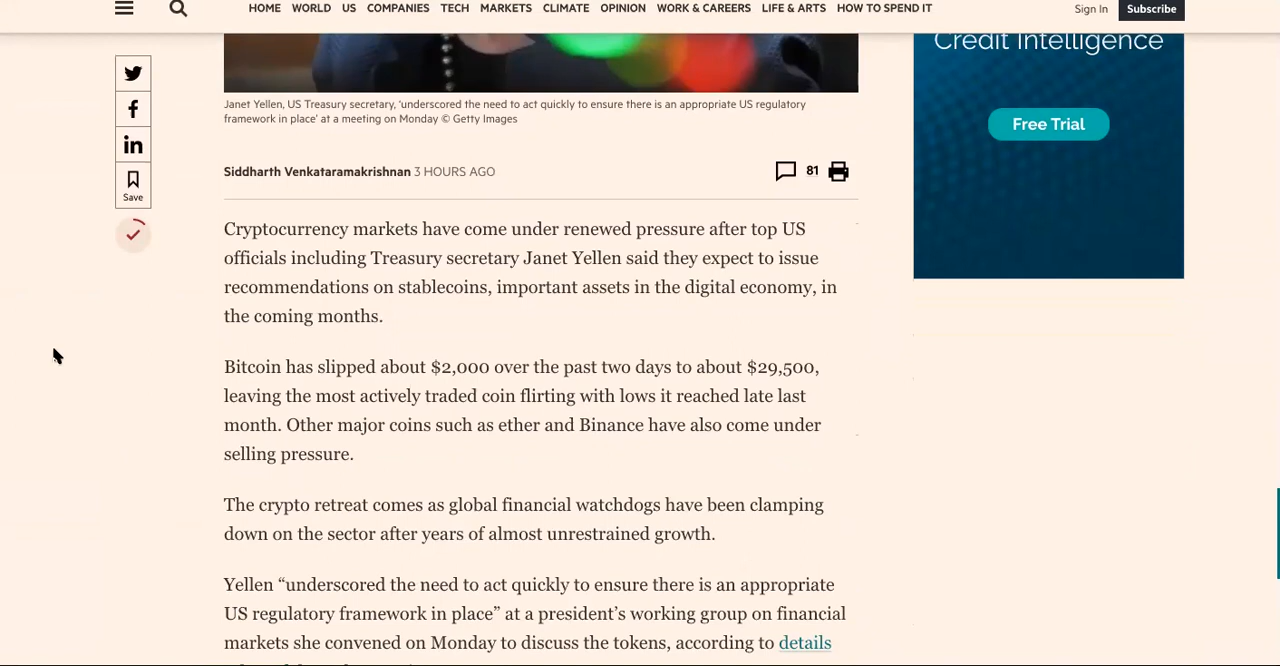 HOME WORLD US COMPANIES TECH MARKETS CLIMATE OPINION WORK & CAREERS LIFE & ARTS HOW TO SPEND IT Sign In Subscribe
Credit Intelligence
Free Trial
Janet Yellen, US Treasury secretary, ‘underscored the need to act quickly to ensure there is an appropriate US regulatory
framework in place’ at a meeting on Monday © Getty Images
Siddharth Venkataramakrishnan 3 HOURS AGO 81
Save
Cryptocurrency markets have come under renewed pressure after top US
officials including Treasury secretary Janet Yellen said they expect to issue
recommendations on stablecoins, important assets in the digital economy, in
the coming months.
Bitcoin has slipped about $2,000 over the past two days to about $29,500,
leaving the most actively traded coin flirting with lows it reached late last
month. Other major coins such as ether and Binance have also come under
selling pressure.
The crypto retreat comes as global financial watchdogs have been clamping
down on the sector after years of almost unrestrained growth.
Yellen “underscored the need to act quickly to ensure there is an appropriate
US regulatory framework in place” at a president’s working group on financial
markets she convened on Monday to discuss the tokens, according to details